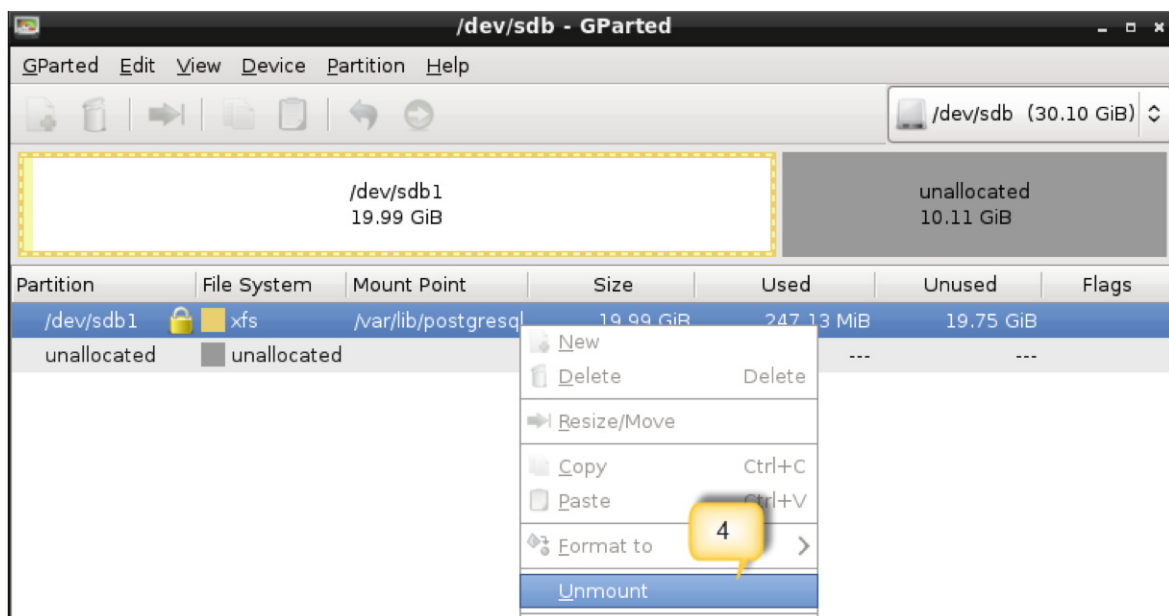 /dev/sdb - GParted
GParted Edit View Device Partition Help
/dev/sdb (30.10 GiB)
/dev/sdb1
19.99 GiB
unallocated
10.11 GiB
Partition File System Mount Point Size Used Unused Flags
/dev/sdb1 xfs /var/lib/postgresql 19.99 GiB 247.13 MiB 19.75 GiB
unallocated unallocated --- ---
New
Delete Delete
Resize/Move
Copy Ctrl+C
Paste Ctrl+V
4
Format to
Unmount